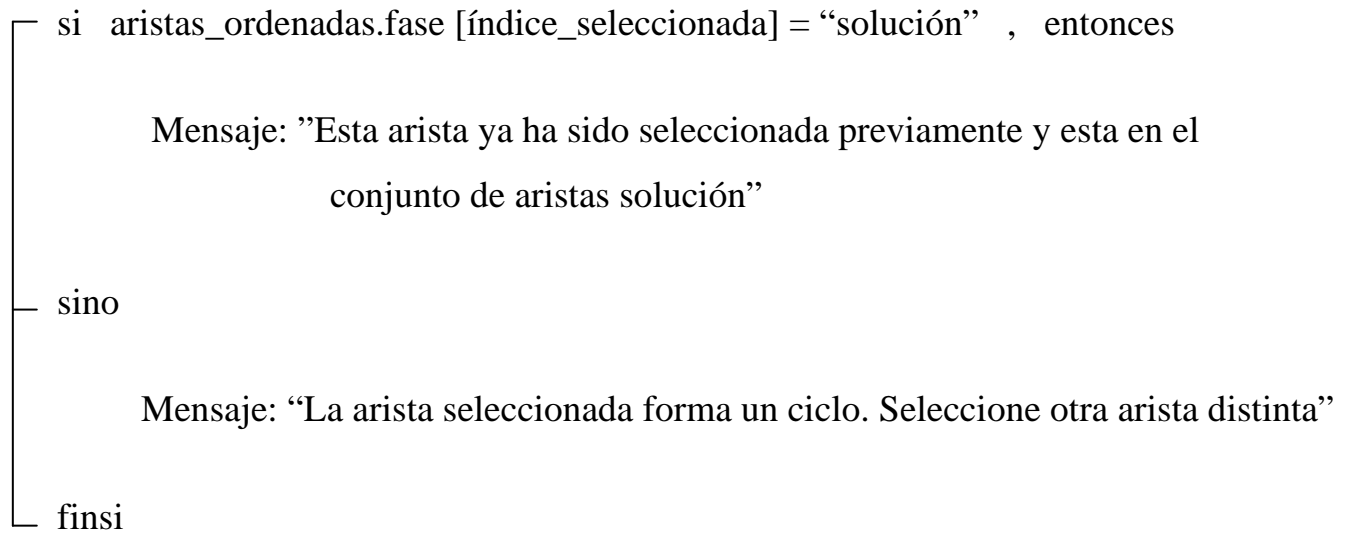 si aristas_ordenadas.fase [índice_seleccionada] = “solución” , entonces
Mensaje: ”Esta arista ya ha sido seleccionada previamente y esta en el
conjunto de aristas solución”
sino
Mensaje: “La arista seleccionada forma un ciclo. Seleccione otra arista distinta”
finsi